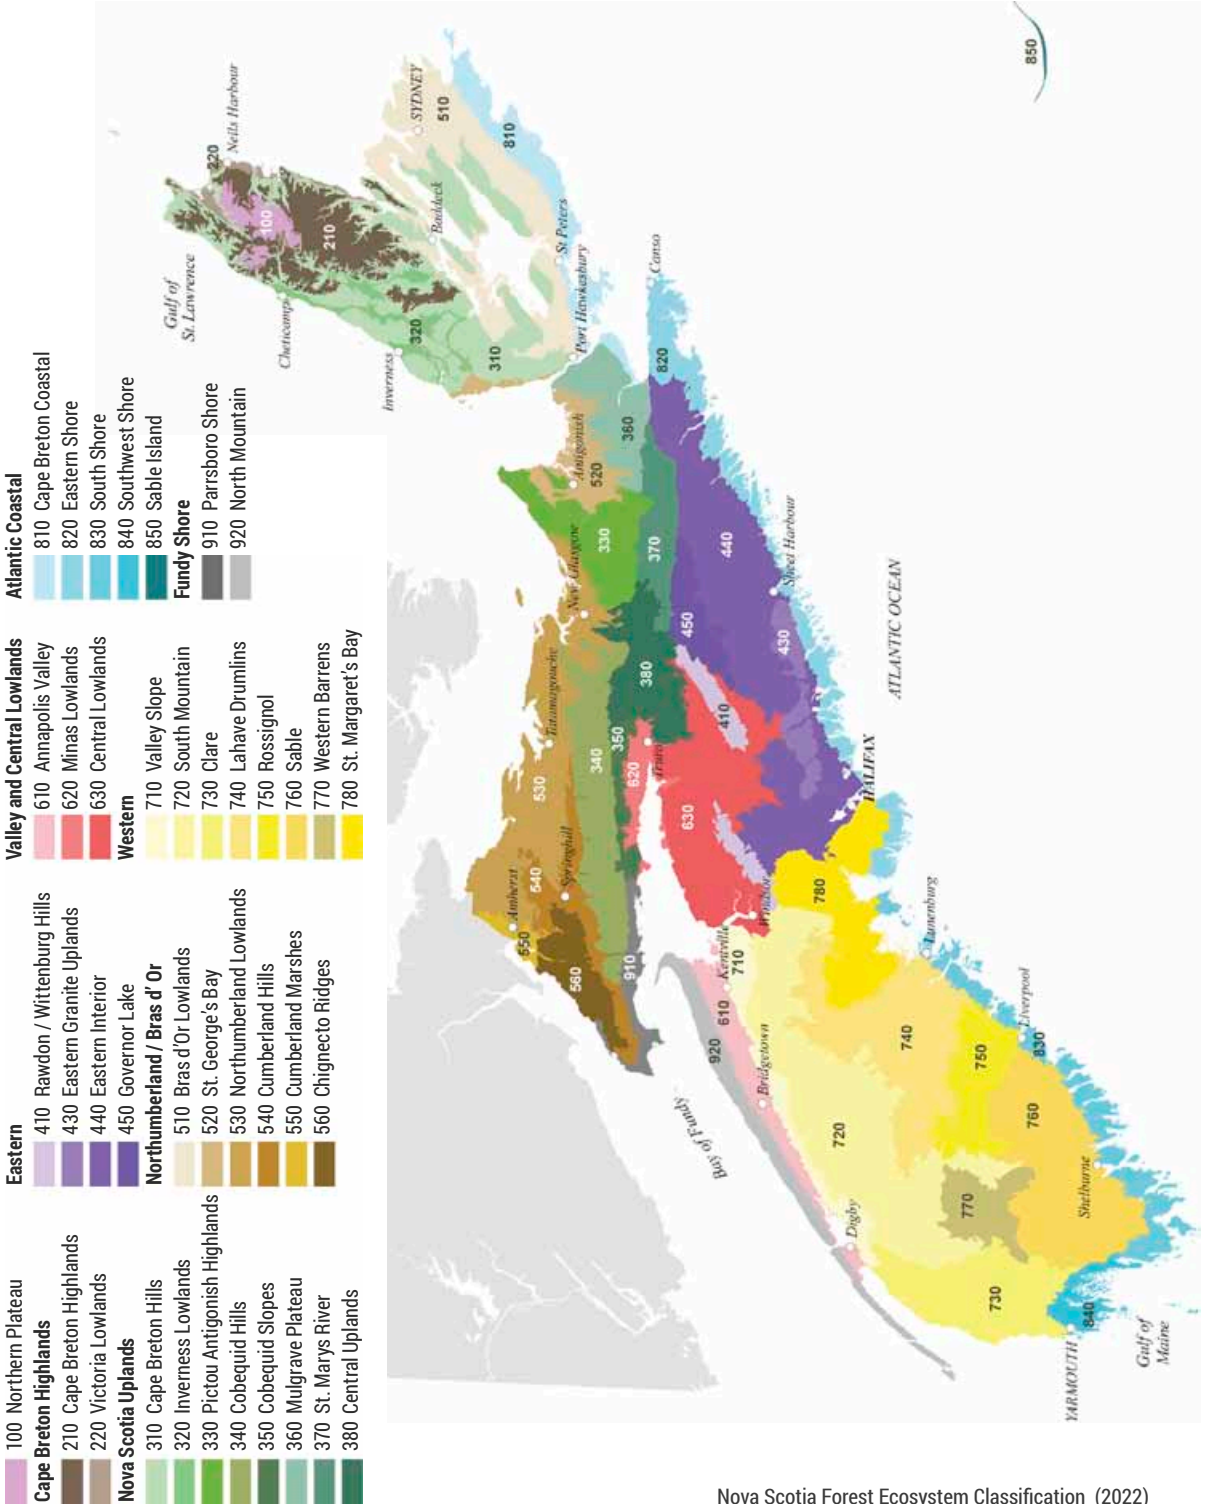 100 Northern Plateau
Cape Breton Highlands
210 Cape Breton Highlands
220 Victoria Lowlands
Nova Scotia Uplands
310 Cape Breton Hills
320 Inverness Lowlands
330 Pictou Antigonish Highlands
340 Cobequid Hills
350 Cobequid Slopes
360 Mulgrave Plateau
370 St. Marys River
380 Central Uplands
Eastern
410 Rawdon / Wittenburg Hills
430 Eastern Granite Uplands
440 Eastern Interior
450 Governor Lake
Northumberland / Bras d' Or
510 Bras d'Or Lowlands
520 St. George's Bay
530 Northumberland Lowlands
540 Cumberland Hills
550 Cumberland Marshes
560 Chignecto Ridges
Valley and Central Lowlands
610 Annapolis Valley
620 Minas Lowlands
630 Central Lowlands
Western
710 Valley Slope
720 South Mountain
730 Clare
740 Lahave Drumlins
750 Rossignol
760 Sable
770 Western Barrens
780 St. Margaret's Bay
Atlantic Coastal
810 Cape Breton Coastal
820 Eastern Shore
830 South Shore
840 Southwest Shore
850 Sable Island
Fundy Shore
910 Parrsboro Shore
920 North Mountain
Gulf of
St. Lawrence
220
Neils Harbour
100
210
Cheticamp
SYDNEY
510
810
Baddeck
Inverness
320
310
St Peters
Port Hawkesbury
Canso
820
360
Antigonish
520
New Glasgow
330
370
440
Sheet Harbour
ATLANTIC OCEAN
450
430
380
Tatamagouche
340
350
410
530
620
Truro
HALIFAX
630
Springhill
540
Amherst
550
560
910
Windsor
780
Kentville
710
Lunenburg
610
920
Bridgetown
Liverpool
830
740
750
Bay of Fundy
720
760
Digby
770
Shelburne
730
840
YARMOUTH
Gulf of
Maine
850
Nova Scotia Forest Ecosystem Classification (2022)